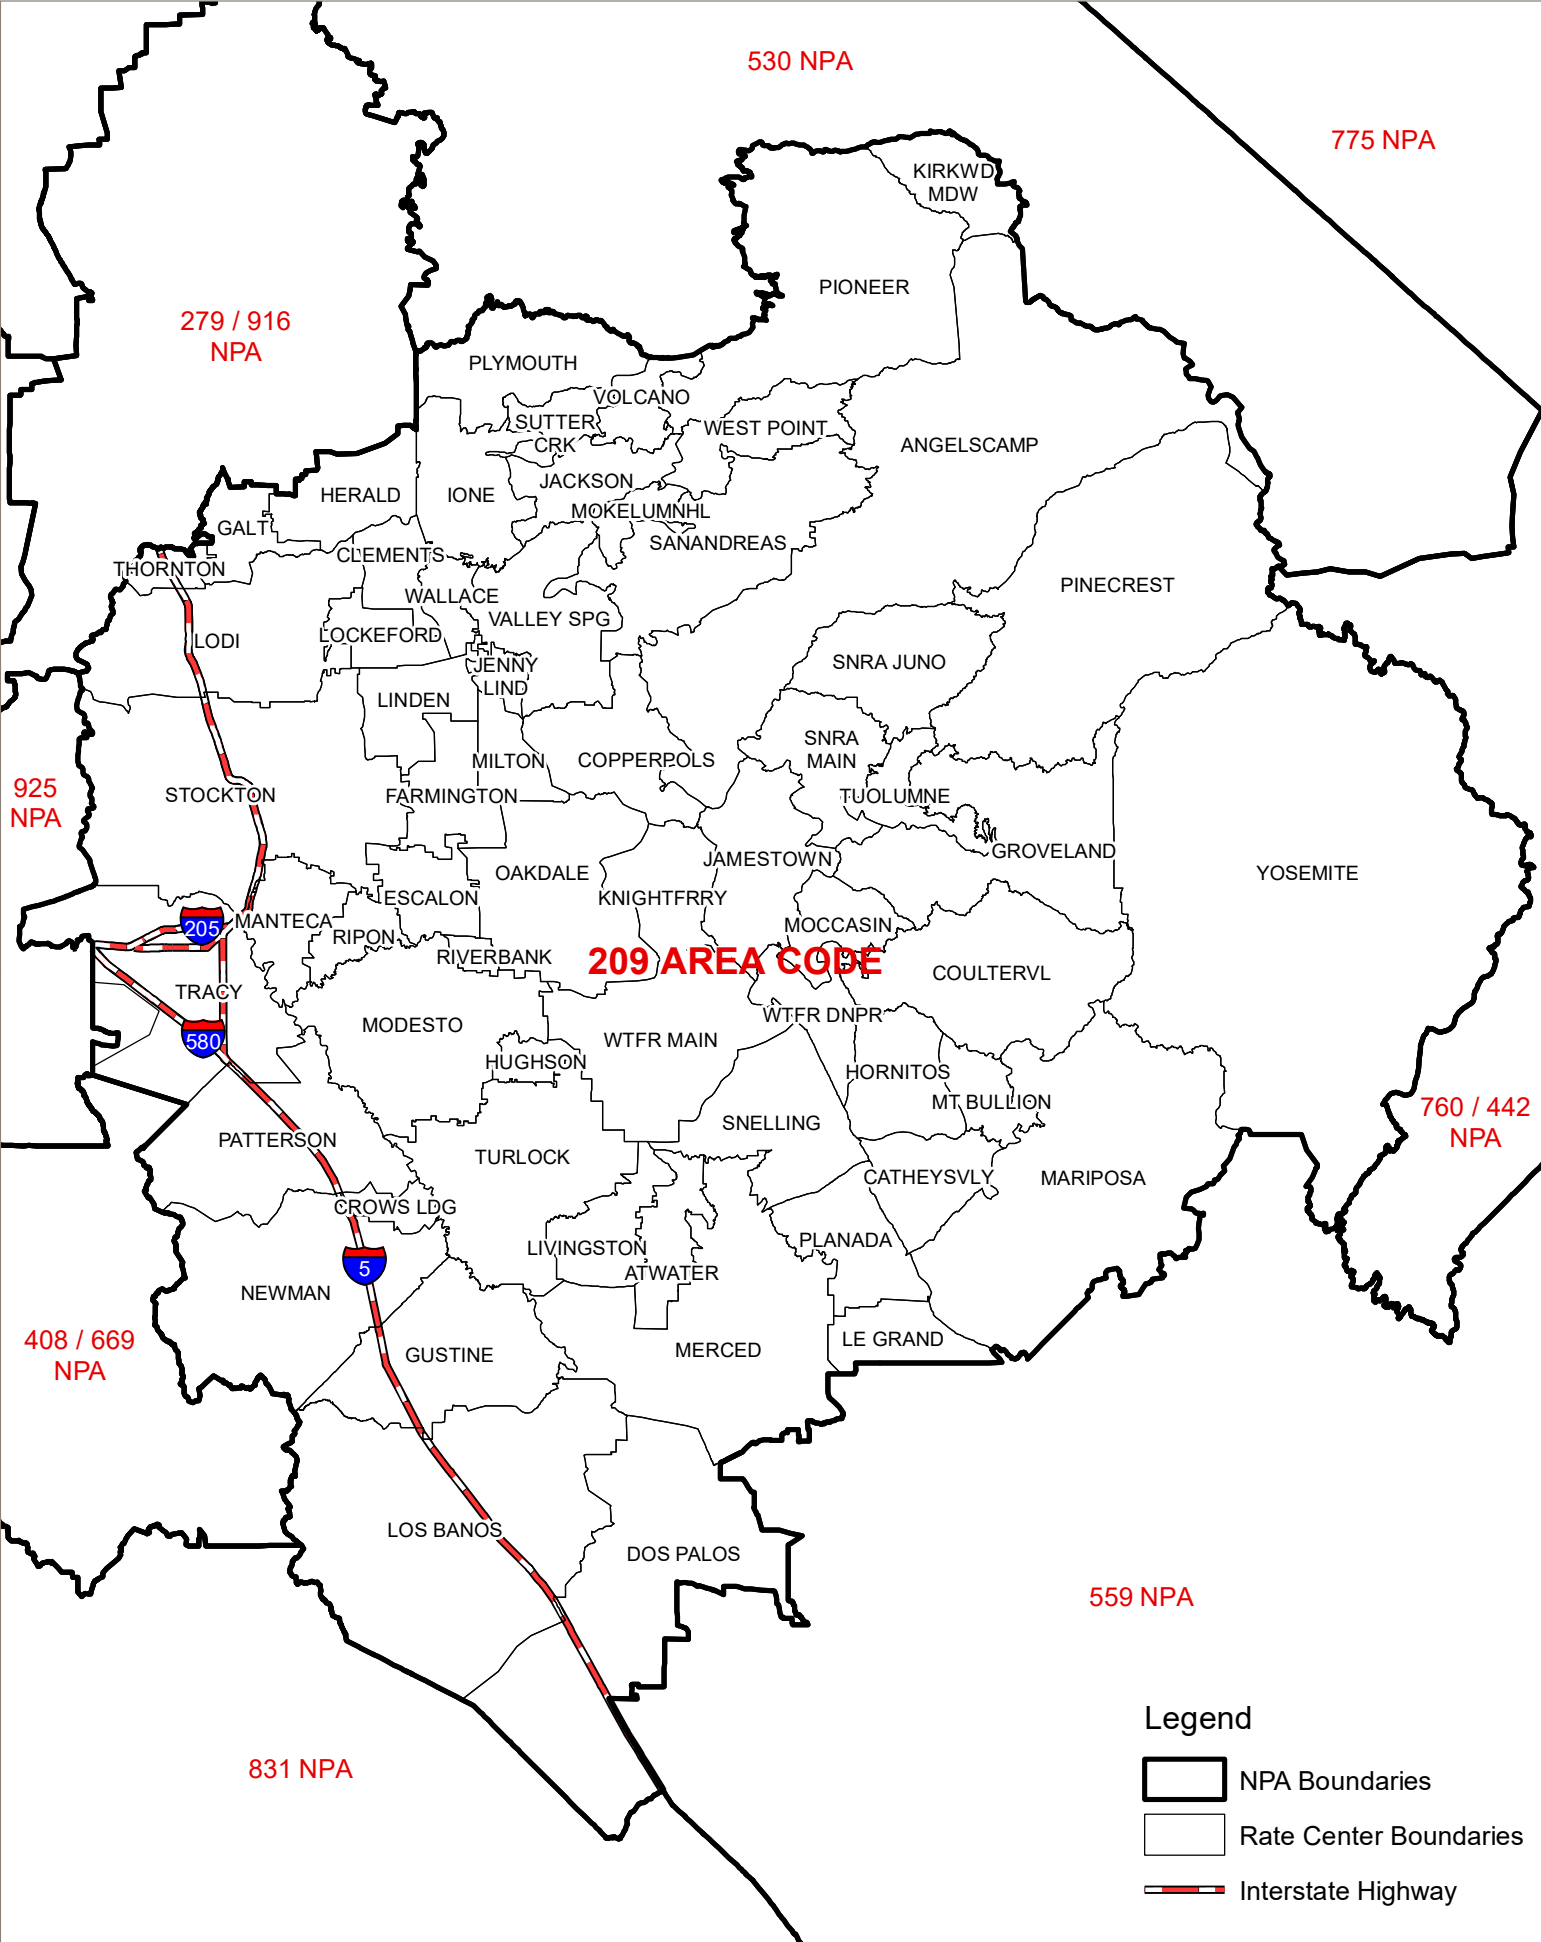 530 NPA
775 NPA
KIRKWD
MDW
PIONEER
279 / 916
NPA
PLYMOUTH
VOLCANO
SUTTER
CRK
WEST POINT
ANGELSCAMP
JACKSON
HERALD
IONE
MOKELUMNHL
GALT
SANANDREAS
CLEMENTS
THORNTON
PINECREST
WALLACE
VALLEY SPG
LOCKEFORD
LODI
JENNY
LIND
SNRA JUNO
LINDEN
SNRA
MAIN
MILTON
COPPERPOLS
925
NPA
STOCKTON
FARMINGTON
TUOLUMNE
GROVELAND
JAMESTOWN
OAKDALE
YOSEMITE
ESCALON
KNIGHTFRRY
MANTECA
205
MOCCASIN
RIPON
RIVERBANK
209 AREA CODE
COULTERVL
TRACY
WTFR DNPR
MODESTO
580
WTFR MAIN
HUGHSON
HORNITOS
MT BULLION
760 / 442
NPA
SNELLING
PATTERSON
TURLOCK
CATHEYSVLY
MARIPOSA
CROWS LDG
PLANADA
LIVINGSTON
5
ATWATER
NEWMAN
408 / 669
NPA
LE GRAND
MERCED
GUSTINE
LOS BANOS
DOS PALOS
559 NPA
831 NPA
Legend
NPA Boundaries
Rate Center Boundaries
Interstate Highway